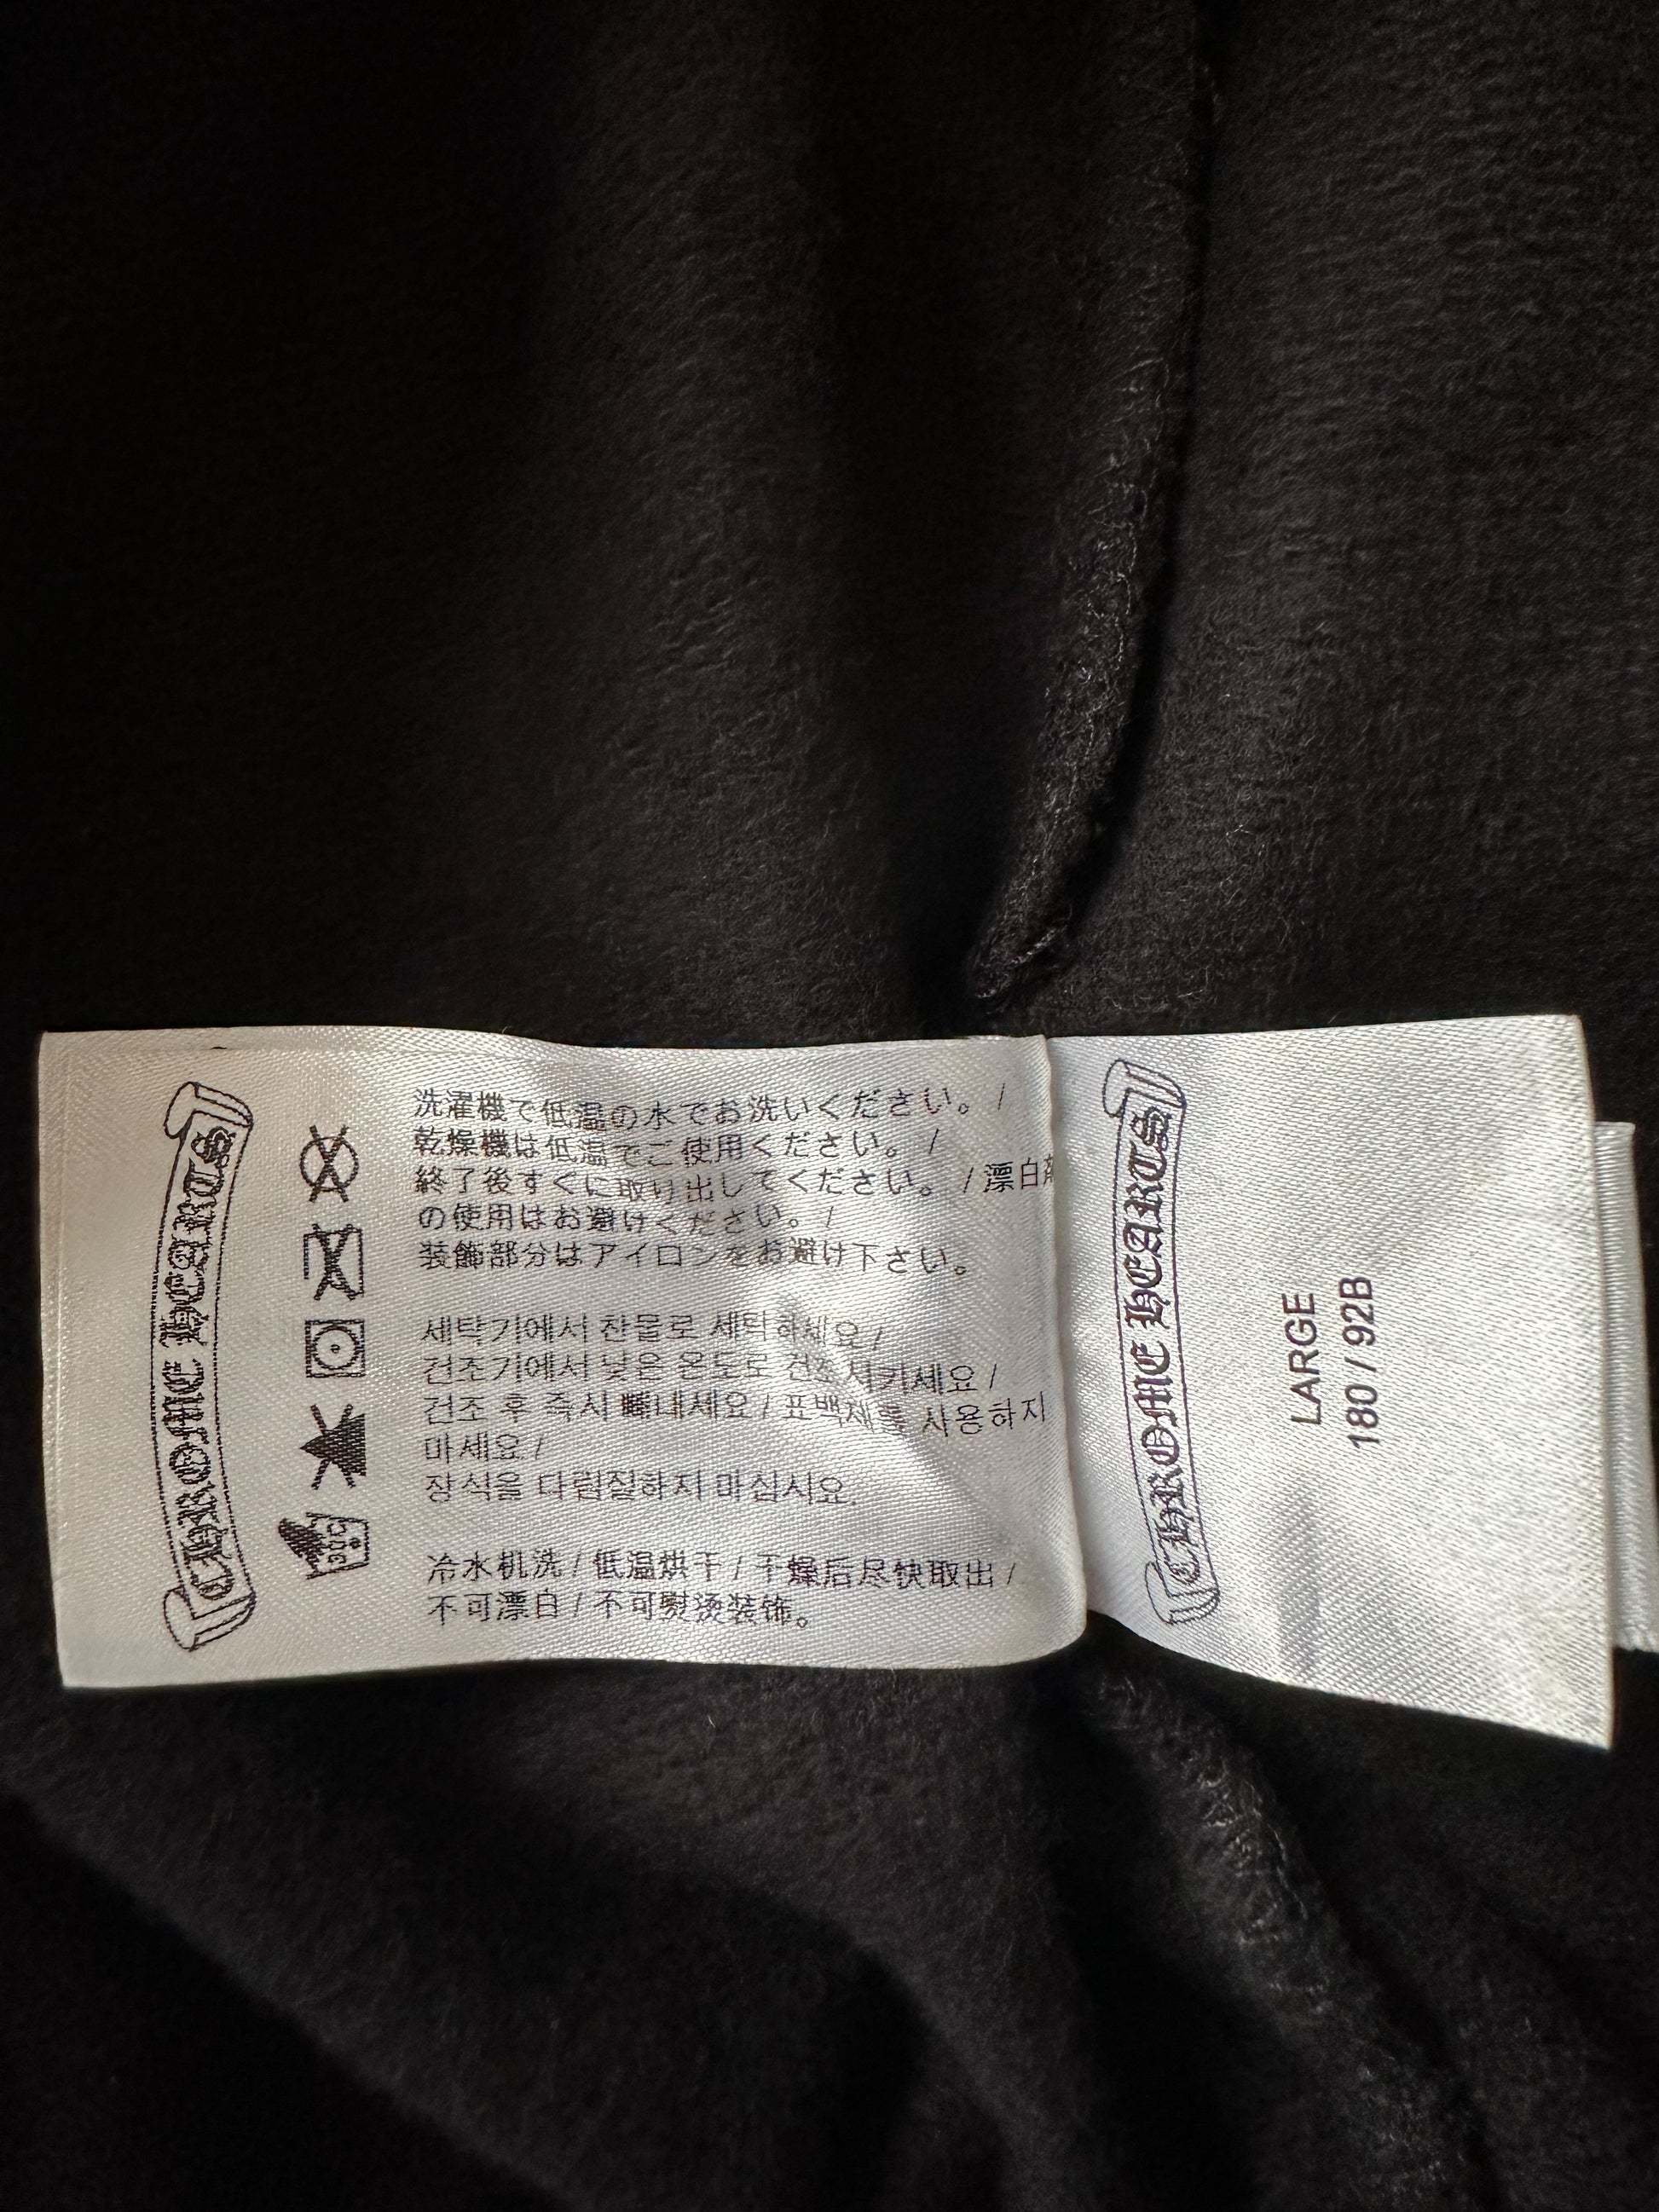 CHROME HEARTS
洗濯機で低温の水でお洗いください。 /
乾燥機は低温でご使用ください。 /
終了後すぐに取り出してください。 / 漂白剤
の使用はお避けください。 /
装飾部分はアイロンをお避け下さい。
세탁기에서 찬물로 세탁하세요 /
건조기에서 낮은 온도로 건조시키세요 /
건조 후 즉시 빼내세요 / 표백제를 사용하지
마세요 /
장식을 다림질하지 마십시요.
冷水机洗 / 低温烘干 / 干燥后尽快取出 /
不可漂白 / 不可熨烫装饰。
CHROME HEARTS
LARGE
180 / 92B